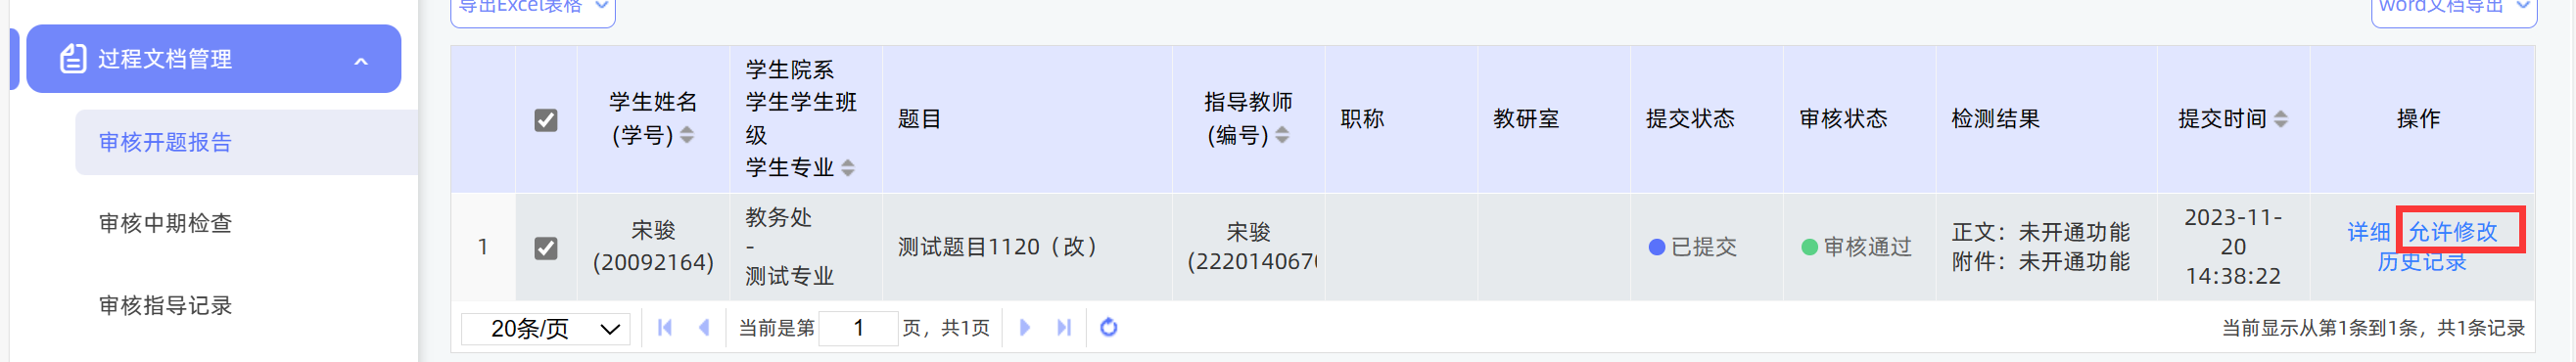 导出Excel表格
word文档导出
过程文档管理
审核开题报告
审核中期检查
审核指导记录
学生姓名
(学号)
学生院系
学生学生班
级
学生专业
题目
指导教师
(编号)
职称
教研室
提交状态
审核状态
检测结果
提交时间
操作
1
宋骏
(20092164)
教务处
-
测试专业
测试题目1120（改）
宋骏
(222014067
已提交
审核通过
正文：未开通功能
附件：未开通功能
2023-11-
20
14:38:22
详细 允许修改
历史记录
20条/页
当前是第 1 页，共1页
当前显示从第1条到1条，共1条记录